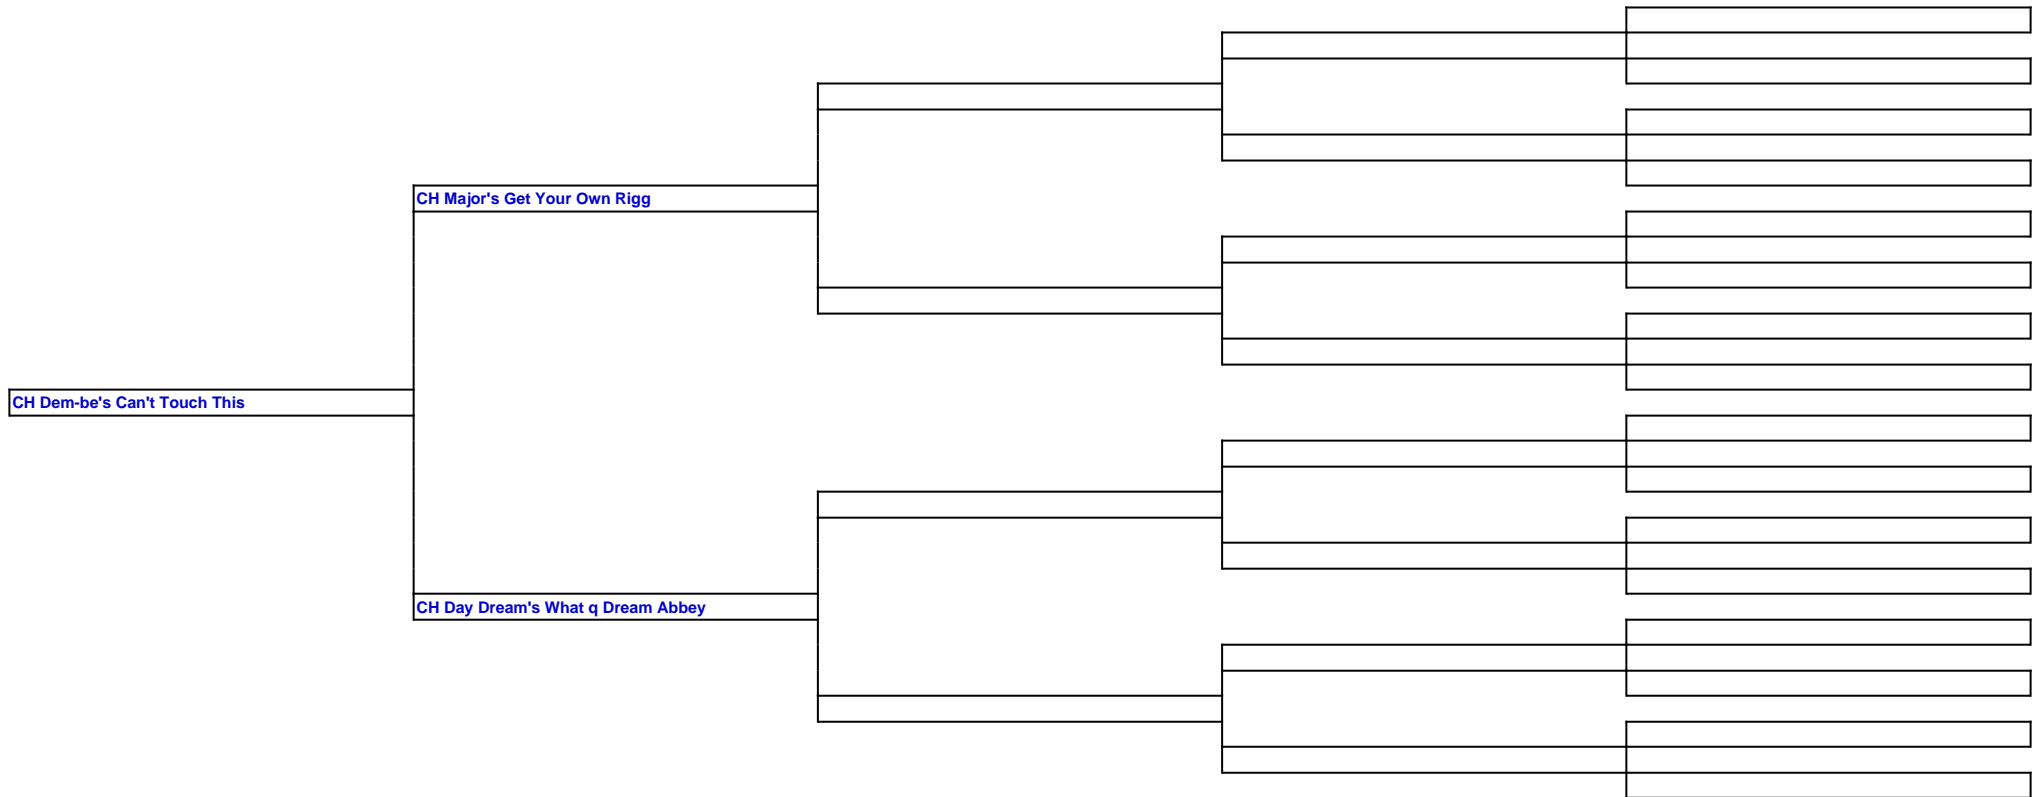 CH Major's Get Your Own Rigg
CH Dem-be's Can't Touch This
CH Day Dream's What q Dream Abbey